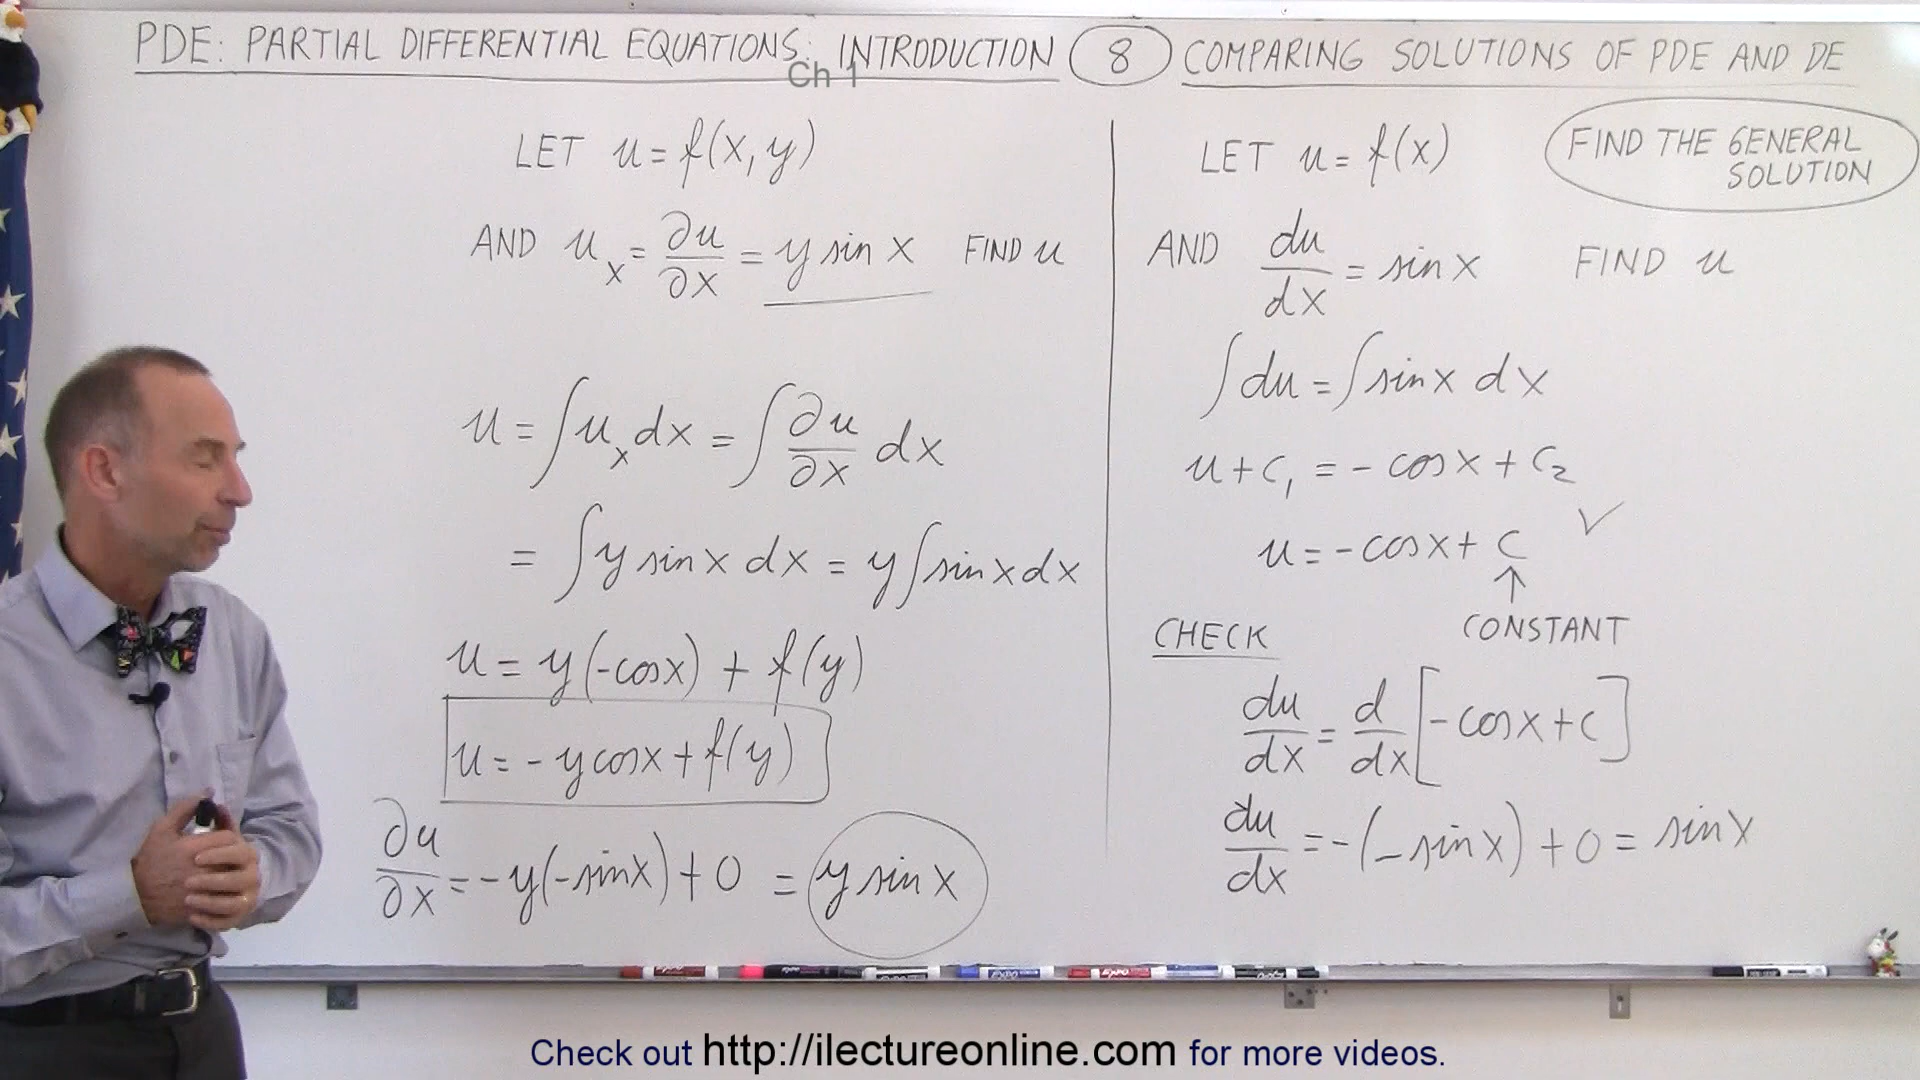 PDE: PARTIAL DIFFERENTIAL EQUATIONS: INTRODUCTION 8 COMPARING SOLUTIONS OF PDE AND DE
Ch 1
LET u = f(x, y)
AND u_x = ∂u/∂x = y sin x FIND u
u = ∫ u_x dx = ∫ ∂u/∂x dx
= ∫ y sin x dx = y ∫ sin x dx
u = y(-cos x) + f(y)
u = - y cos x + f(y)
∂u/∂x = - y(-sin x) + 0 = y sin x
LET u = f(x)
FIND THE GENERAL
SOLUTION
AND du/dx = sin x FIND u
∫ du = ∫ sin x dx
u + C₁ = - cos x + C₂
u = - cos x + C ✓
↑
CONSTANT
CHECK
du/dx = d/dx [- cos x + C]
du/dx = - (- sin x) + 0 = sin x
Check out http://ilectureonline.com for more videos.